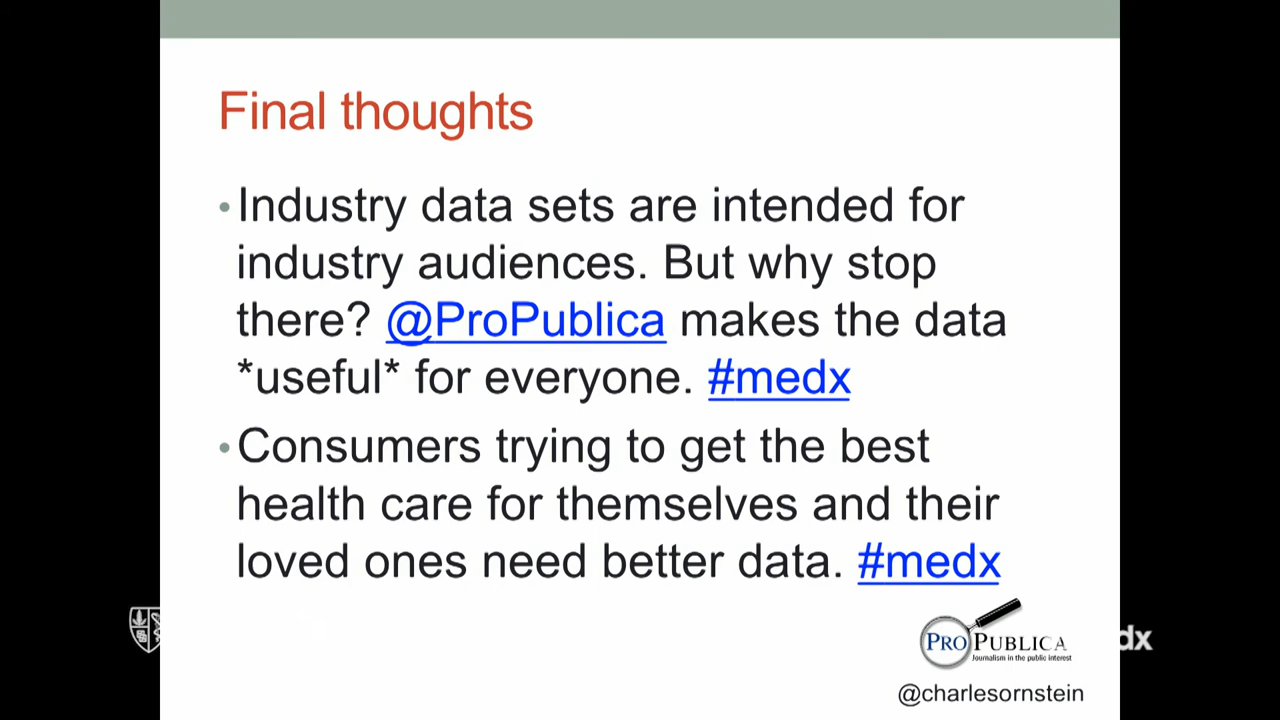 Final thoughts
•Industry data sets are intended for
industry audiences. But why stop
there? @ProPublica makes the data
*useful* for everyone. #medx
•Consumers trying to get the best
health care for themselves and their
loved ones need better data. #medx
PROPUBLICA
Journalism in the public interest
dx
@charlesornstein